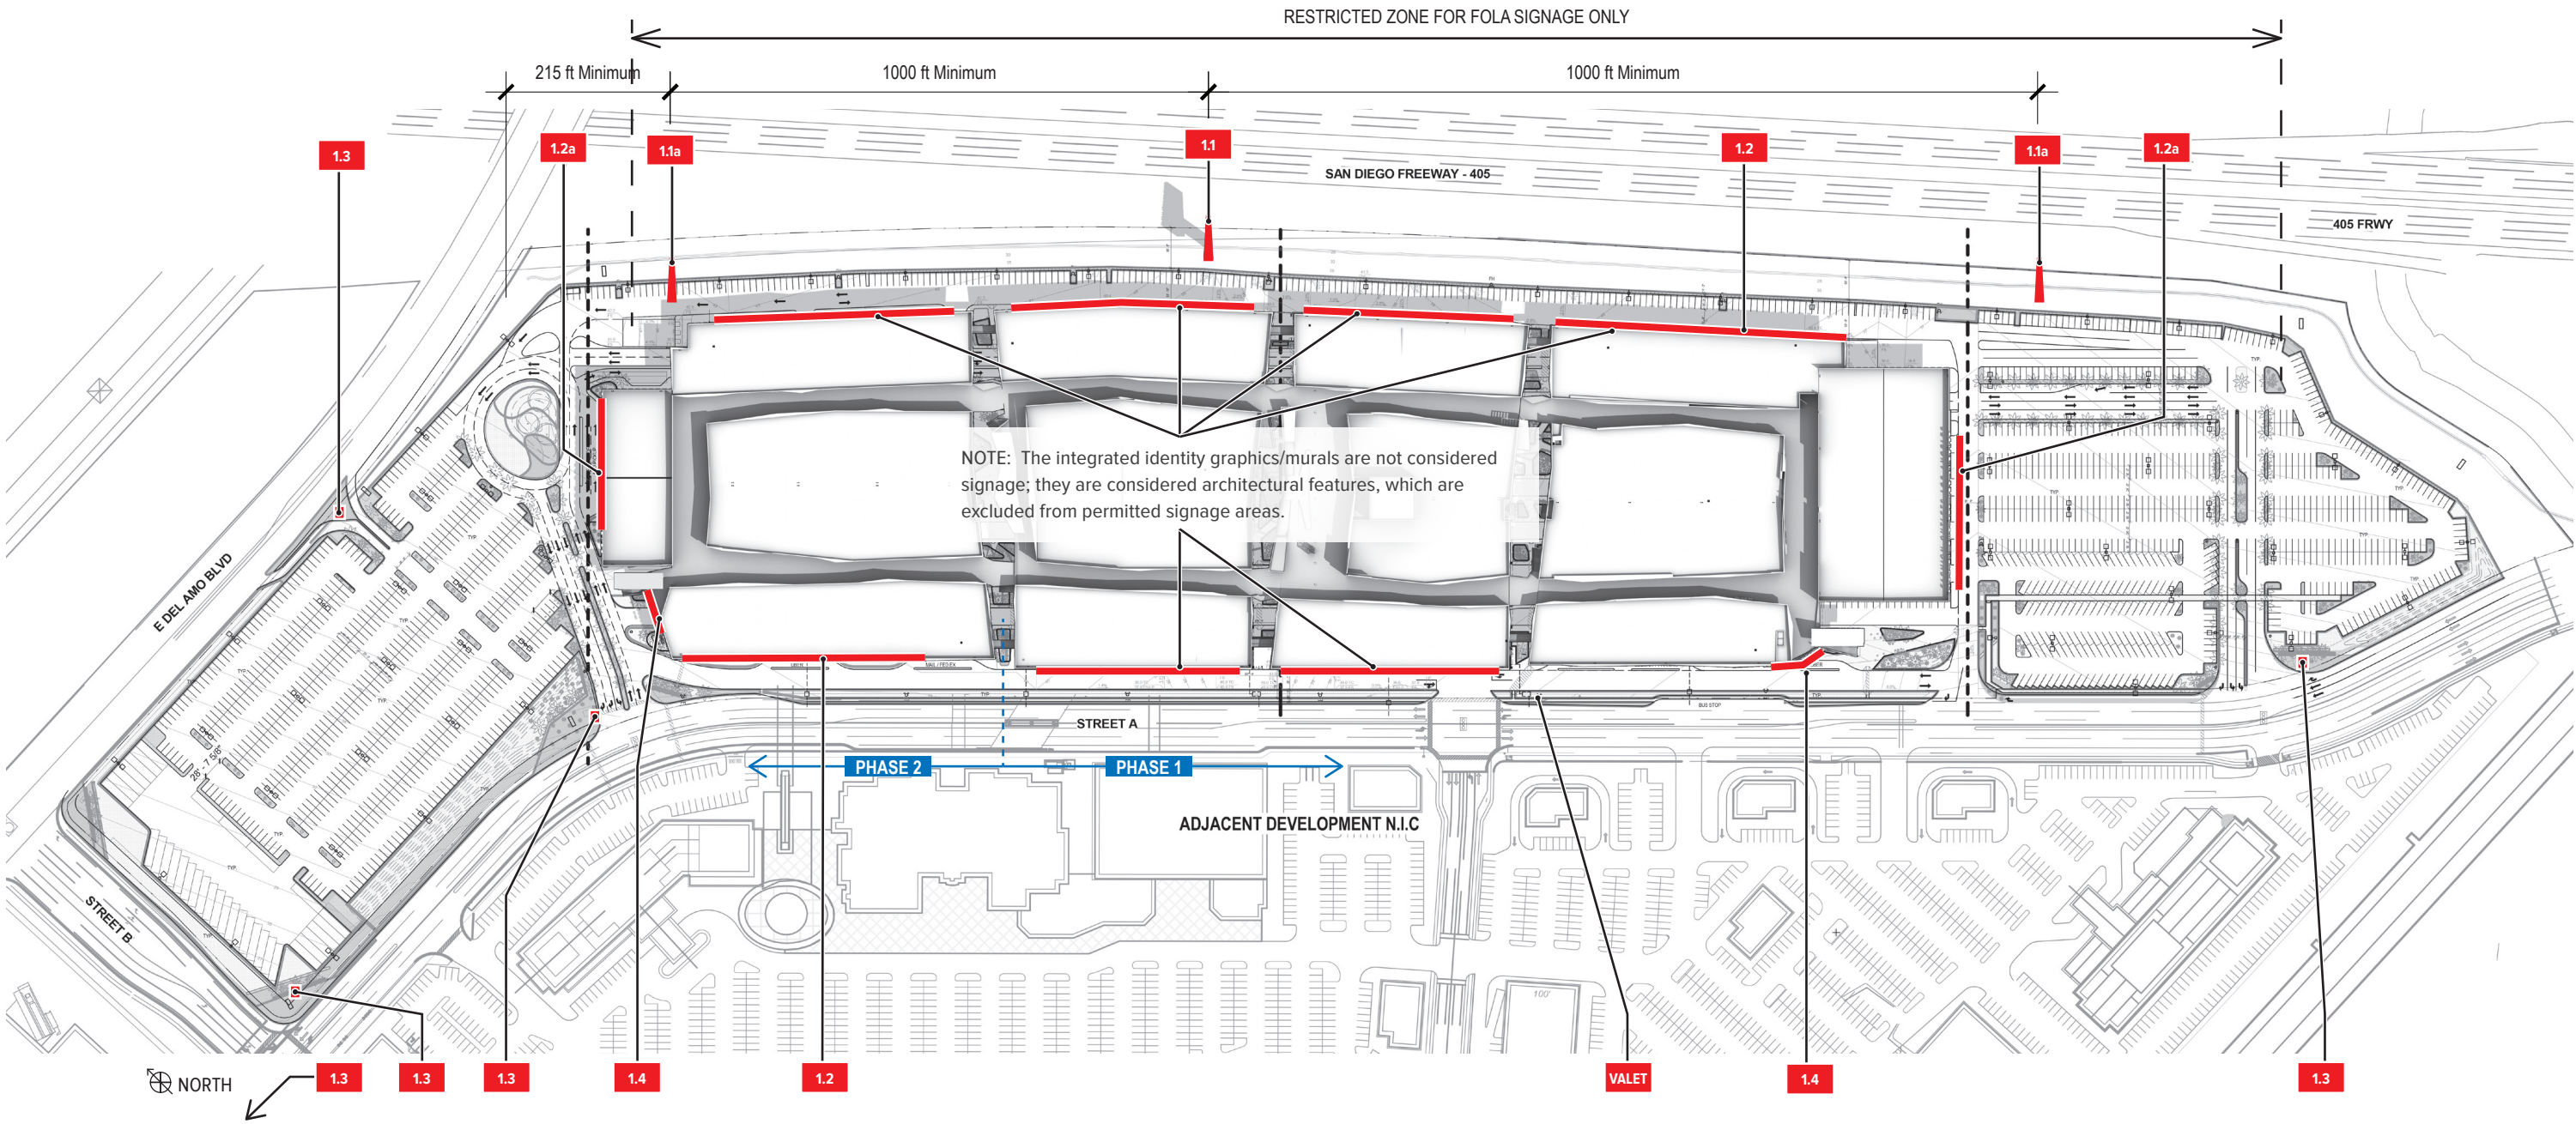 RESTRICTED ZONE FOR FOLA SIGNAGE ONLY
215 ft Minimum
1000 ft Minimum
1000 ft Minimum
1.3
1.2a
1.1a
1.1
1.2
1.1a
1.2a
SAN DIEGO FREEWAY - 405
405 FRWY
NOTE: The integrated identity graphics/murals are not considered
signage; they are considered architectural features, which are
excluded from permitted signage areas.
E DEL AMO BLVD
STREET A
BUS STOP
PHASE 2
PHASE 1
ADJACENT DEVELOPMENT N.I.C
STREET B
100'
NORTH
1.3
1.3
1.3
1.4
1.2
VALET
1.4
1.3